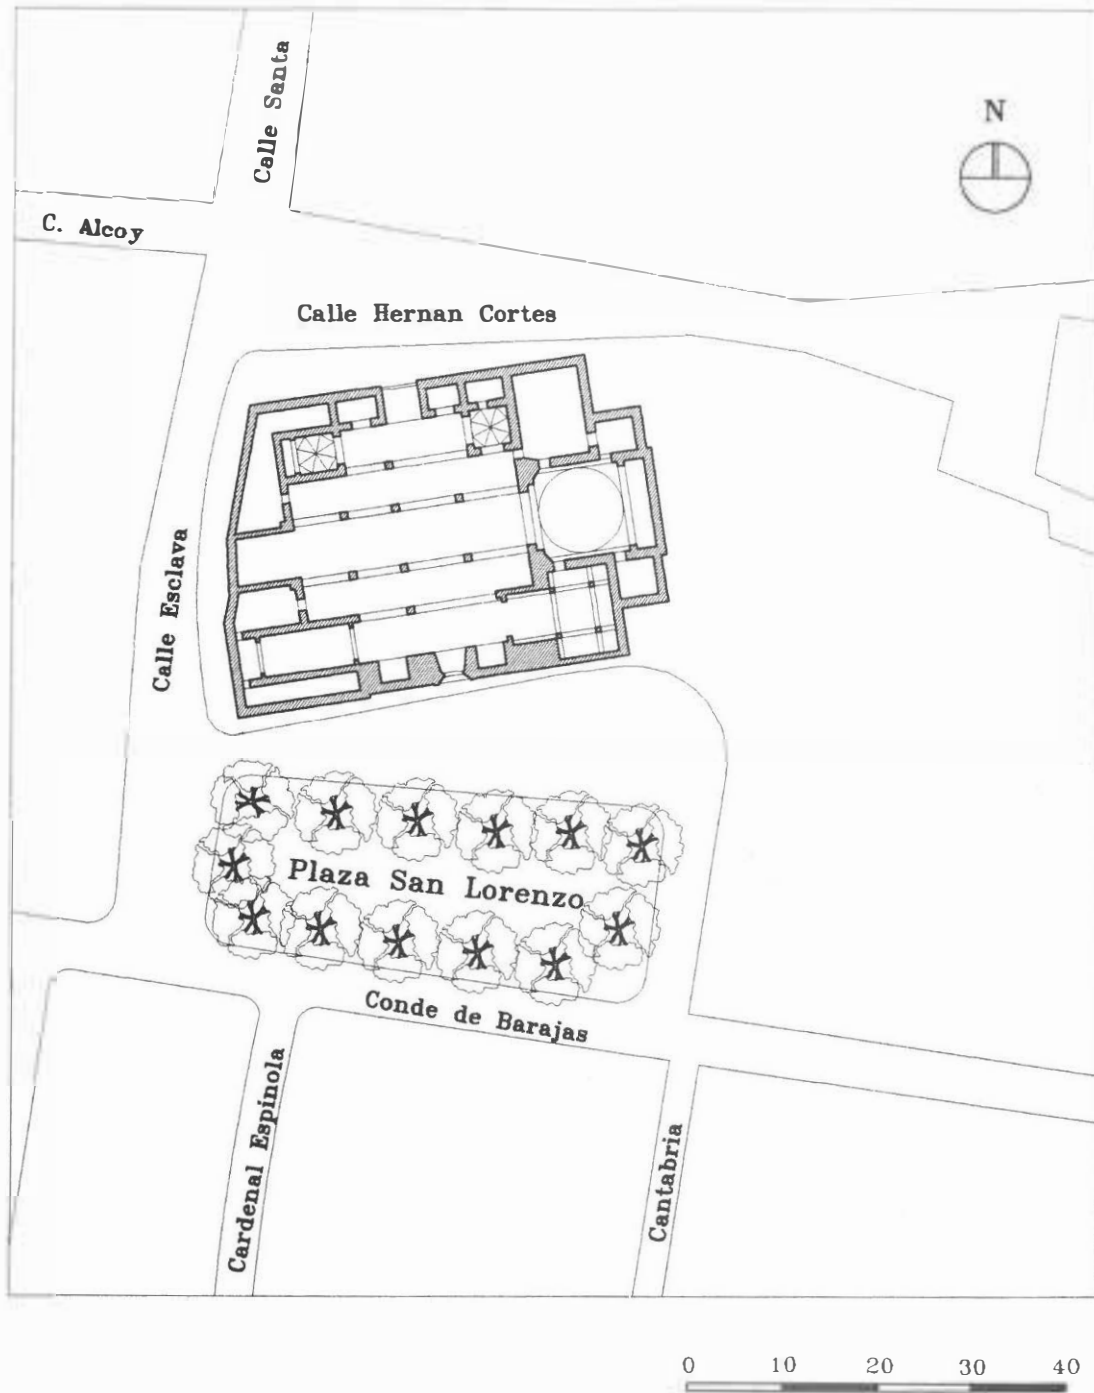 Calle Santa
N
C. Alcoy
Calle Hernan Cortes
Calle Esclava
Plaza San Lorenzo
Conde de Barajas
Cardenal Espinola
Cantabria
0 10 20 30 40